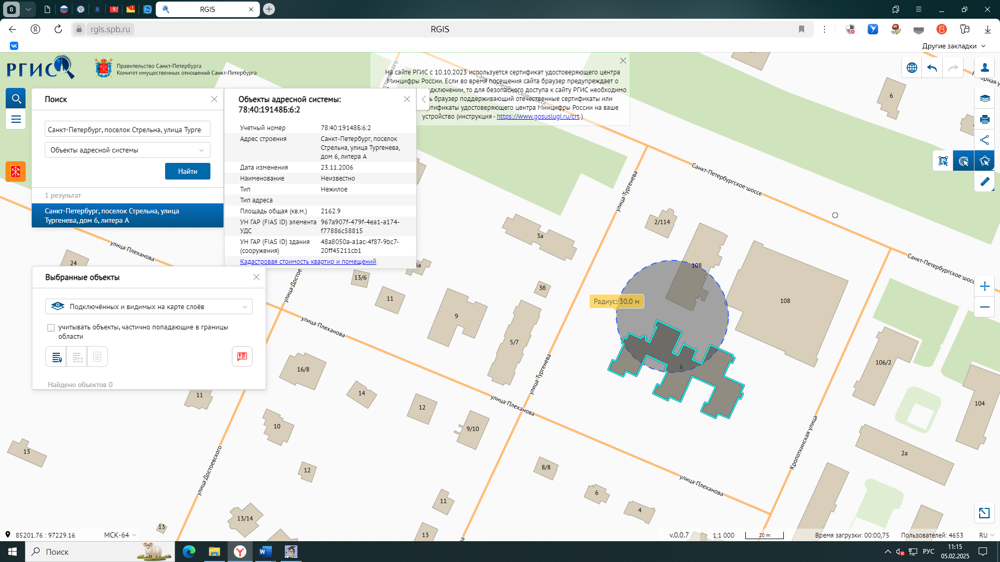 8
5
1
RGIS
Я
rgis.spb.ru
RGIS
Другие закладки
РГИС
Правительство Санкт-Петербурга
Комитет имущественных отношений Санкт-Петербурга
На сайте РГИС с 10.10.2023 используется сертификат удостоверяющего центра
Минцифры России. Если во время посещения сайта браузер предупреждает о
дключении, то для безопасного доступа к сайту РГИС необходимо
ь браузер поддерживающий отечественные сертификаты или
ртификаты удостоверяющего центра Минцифры России на ваше
устройство (инструкция - https://www.gosuslugi.ru/crt )
Санкт-Петербургское шоссе
Поиск
Санкт-Петербург, поселок Стрельна, улица Турге
Объекты адресной системы
Найти
1 результат
Санкт-Петербург, поселок Стрельна, улица
Тургенева, дом 6, литера А
Объекты адресной системы:
78:40:19148Б:6:2
Учетный номер 78:40:19148Б:6:2
Адрес строения Санкт-Петербург, поселок
Стрельна, улица Тургенева,
дом 6, литера А
Дата изменения 23.11.2006
Наименование Неизвестно
Тип Нежилое
Тип адреса
Площадь общая (кв.м.) 2162.9
УН ГАР (FIAS ID) элемента 967a907f-479f-4ea1-a174-
УДС f77886c58815
УН ГАР (FIAS ID) здания 48a8050a-a1ac-4f87-9bc7-
(сооружения) 20ff45211cb1
Кадастровая стоимость квартир и помещений
Выбранные объекты
Подключённых и видимых на карте слоёв
учитывать объекты, частично попадающие в границы
области
Найдено объектов 0
6
Санкт-Петербургское шоссе
улица Тургенева
2/114
3а
улица Плеханова
24
108
Санкт-Петербургское шосс
4а
13/6
улица Досто
3б
11
Радиус: 30.0 м
108
9
улица Плеханова
5/7
106/2
6
16/8
улица Тургенева
14
11
12
улица Плеханова
104
10
9/10
Кропоткинская улица
13
2а
улица Достоевского
12
8/8
улица Плеханова
6
11
4
13/14
13
13
85201.76 : 97229.16
МСК-64
v.0.0.7
1:1 000
20 m
Время загрузки: 00:00,75
Пользователей: 4653
RU
Поиск
РУС
11:15
05.02.2025